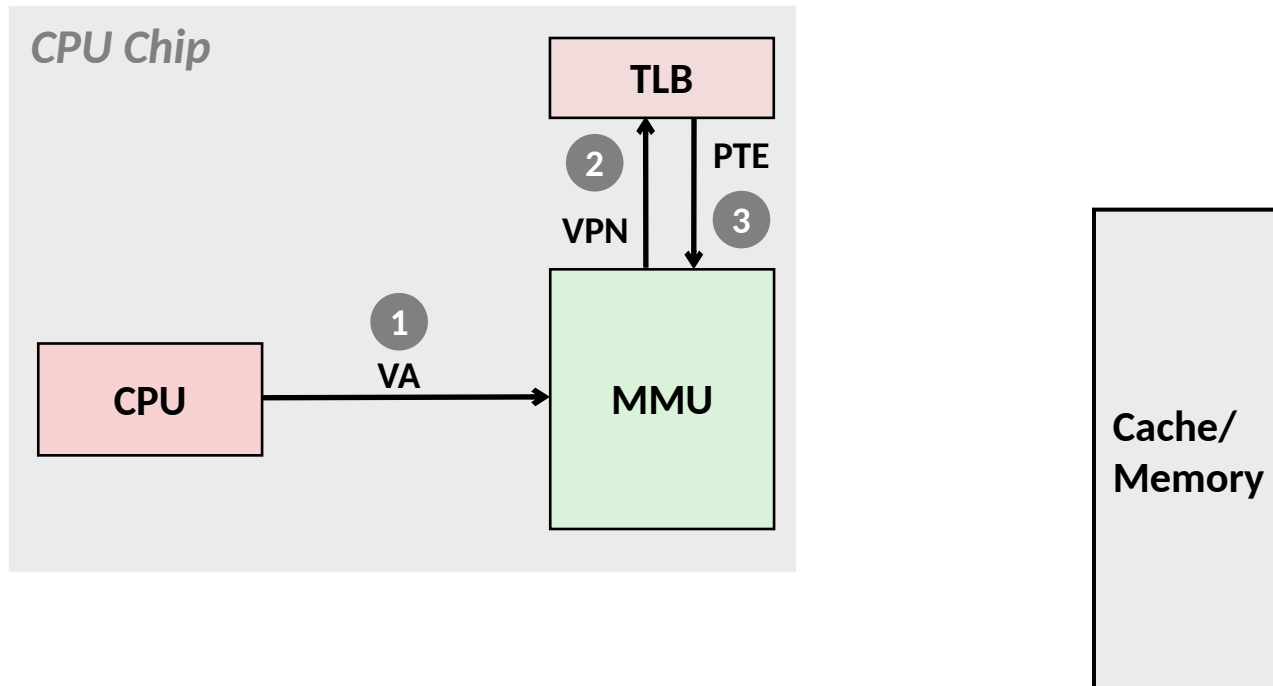 CPU Chip
TLB
2
PTE
VPN
3
1
VA
CPU
MMU
Cache/
Memory